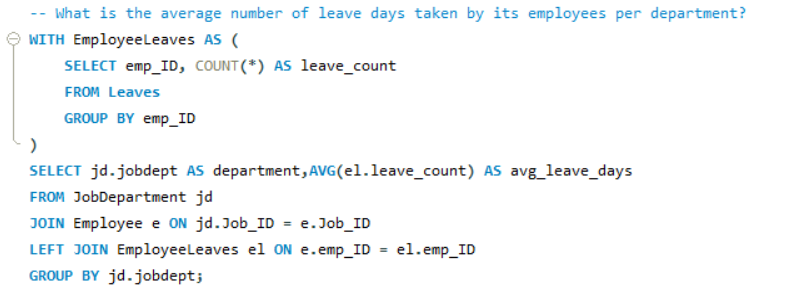 -- What is the average number of leave days taken by its employees per department?
WITH EmployeeLeaves AS (
SELECT emp_ID, COUNT(*) AS leave_count
FROM Leaves
GROUP BY emp_ID
)
SELECT jd.jobdept AS department,AVG(el.leave_count) AS avg_leave_days
FROM JobDepartment jd
JOIN Employee e ON jd.Job_ID = e.Job_ID
LEFT JOIN EmployeeLeaves el ON e.emp_ID = el.emp_ID
GROUP BY jd.jobdept;